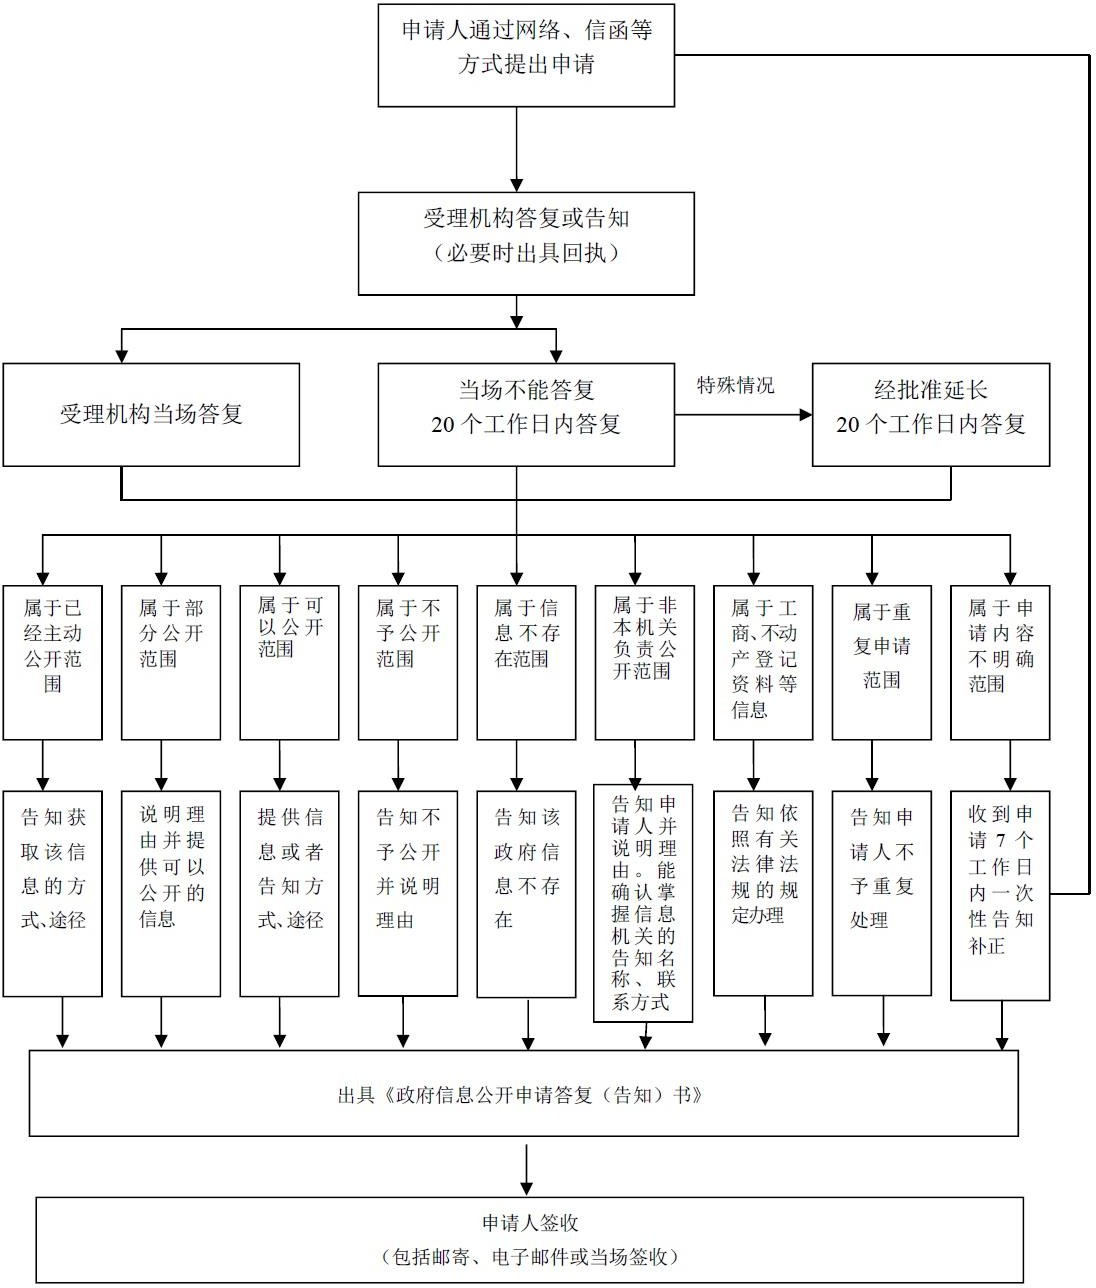 申请人通过网络、信函等
方式提出申请
受理机构答复或告知
（必要时出具回执）
受理机构当场答复
当场不能答复
20 个工作日内答复
特殊情况
经批准延长
20 个工作日内答复
属于已
经主动
公开范
围
属于部
分公开
范围
属于可
以公开
范围
属于不
予公开
范围
属于信
息不存
在范围
属于非
本机关
负责公
开范围
属于工
商、不动
产登记
资料等
信息
属于重
复申请
范围
属于申
请内容
不明确
范围
告知获
取该信
息的方
式、途径
说明理
由并提
供可以
公开的
信息
提供信
息或者
告知方
式、途径
告知不
予公开
并说明
理由
告知该
政府信
息不存
在
告知申
请人并
说明理
由。能
确认掌
握信息
机关的
告知名
称、联
系方式
告知依
照有关
法律法
规的规
定办理
告知申
请人不
予重复
处理
收到申
请 7 个
工作日
内一次
性告知
补正
出具《政府信息公开申请答复（告知）书》
申请人签收
（包括邮寄、电子邮件或当场签收）